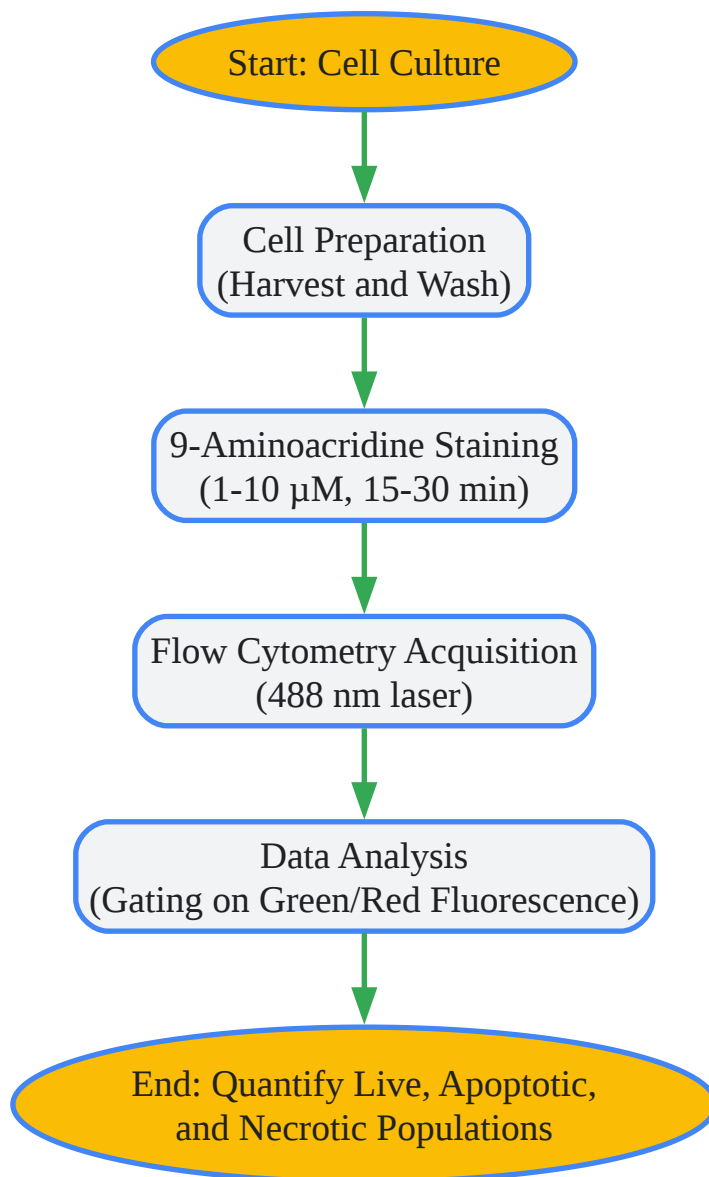 Start: Cell Culture
Cell Preparation
(Harvest and Wash)
9-Aminoacridine Staining
(1-10 µM, 15-30 min)
Flow Cytometry Acquisition
(488 nm laser)
Data Analysis
(Gating on Green/Red Fluorescence)
End: Quantify Live, Apoptotic,
and Necrotic Populations